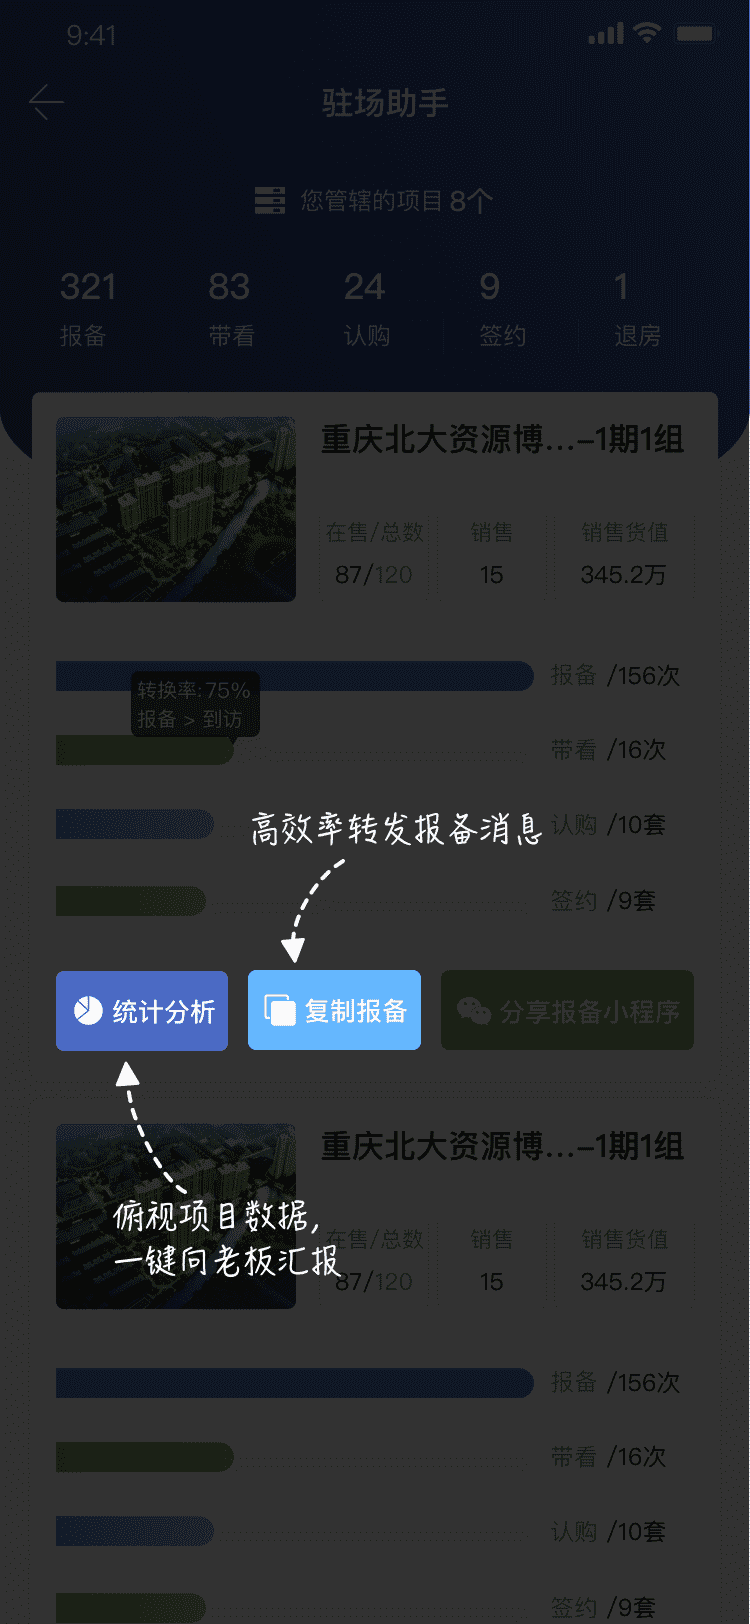 9:41
驻场助手
您管辖的项目 8个
321 83 24 9 1
报备 带看 认购 签约 退房
重庆北大资源博...-1期1组
在售/总数 销售 销售货值
87/120 15 345.2万
报备 /156次
转换率: 75%
报备 > 到访
带看 /16次
认购 /10套
高效率转发报备消息
签约 /9套
统计分析 复制报备 分享报备小程序
重庆北大资源博...-1期1组
俯视项目数据,
一键向老板汇报
在售/总数 销售 销售货值
87/120 15 345.2万
报备 /156次
带看 /16次
认购 /10套
签约 /9套